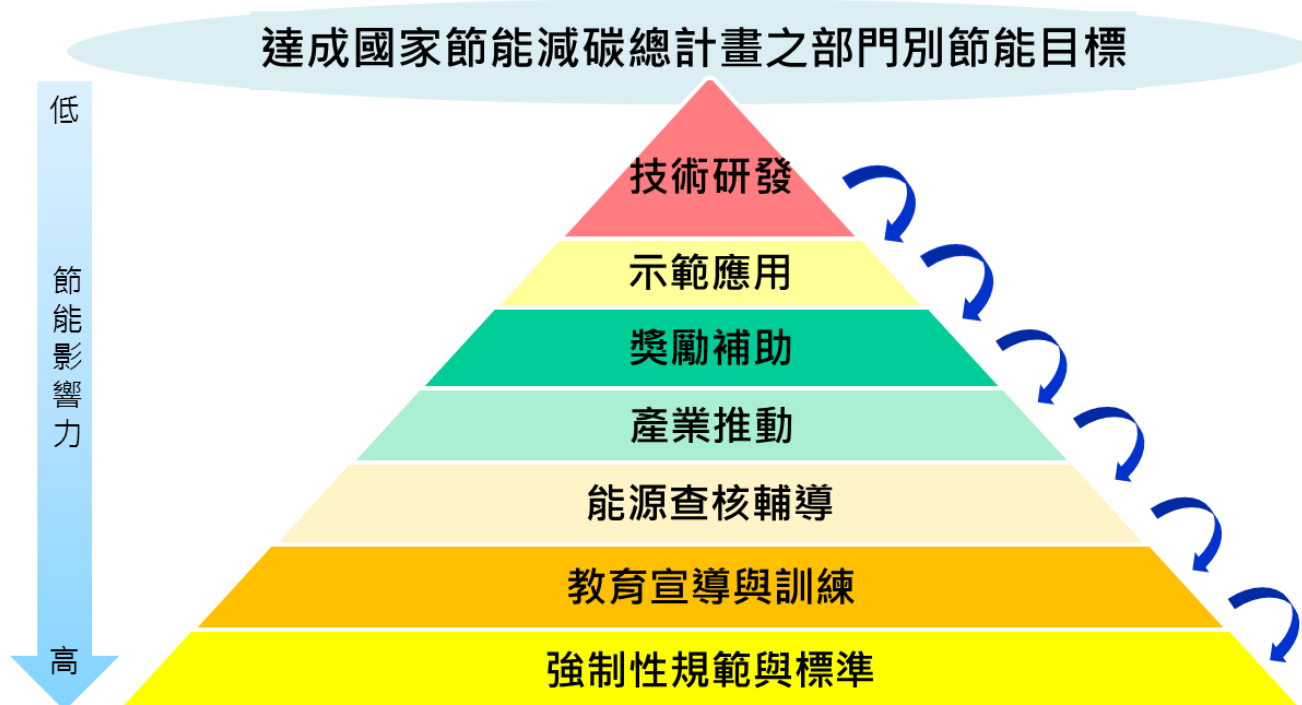 達成國家節能減碳總計畫之部門別節能目標
低
節能影響力
高
技術研發
示範應用
獎勵補助
產業推動
能源查核輔導
教育宣導與訓練
強制性規範與標準